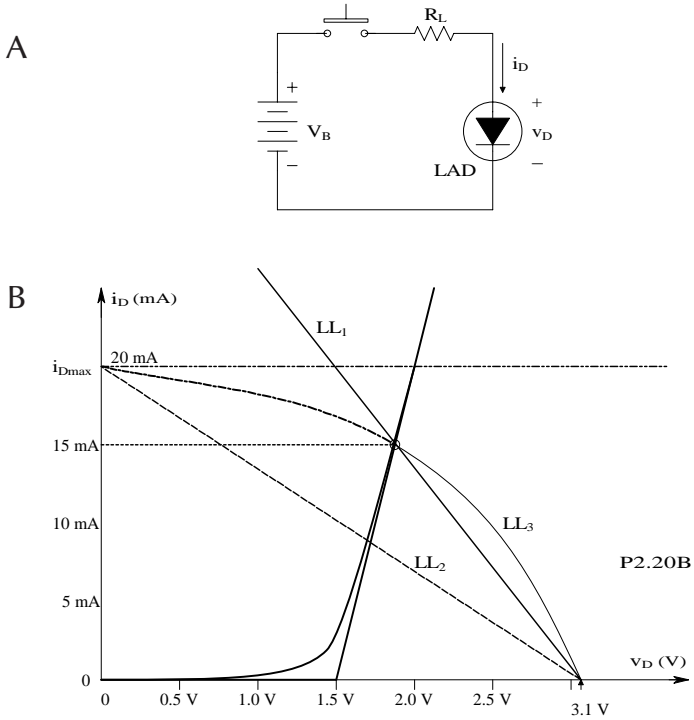 A
R_L
i_D
+
V_B
−
+
v_D
−
LAD
B
i_D (mA)
LL_1
i_Dmax
20 mA
15 mA
10 mA
LL_3
LL_2
P2.20B
5 mA
0
v_D (V)
0
0.5 V
1.0 V
1.5 V
2.0 V
2.5 V
3.1 V